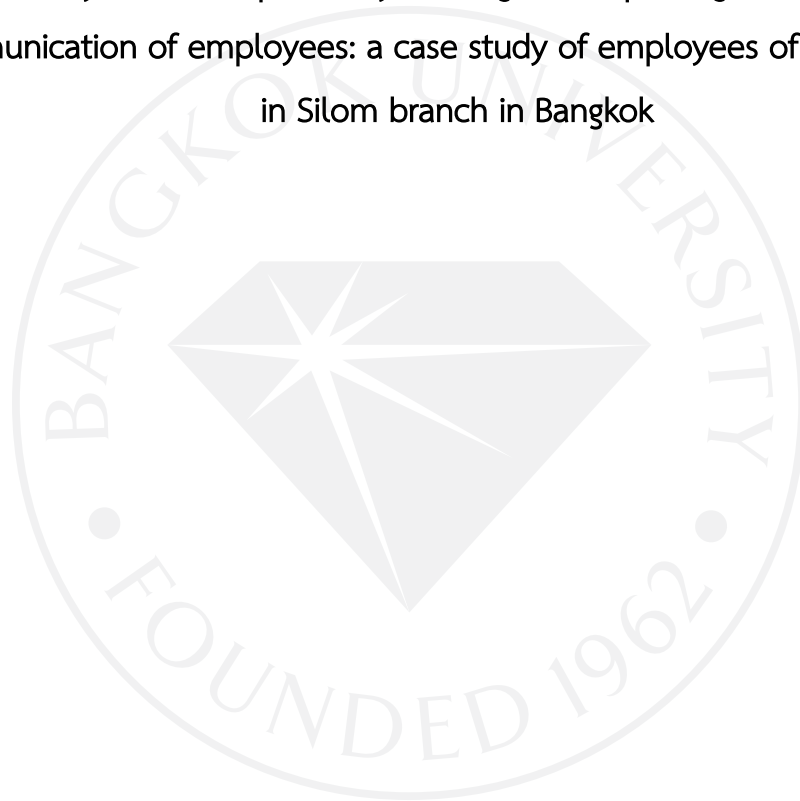 unication of employees: a case study of employees of
in Silom branch in Bangkok
BANGKOK UNIVERSITY
FOUNDED 1962